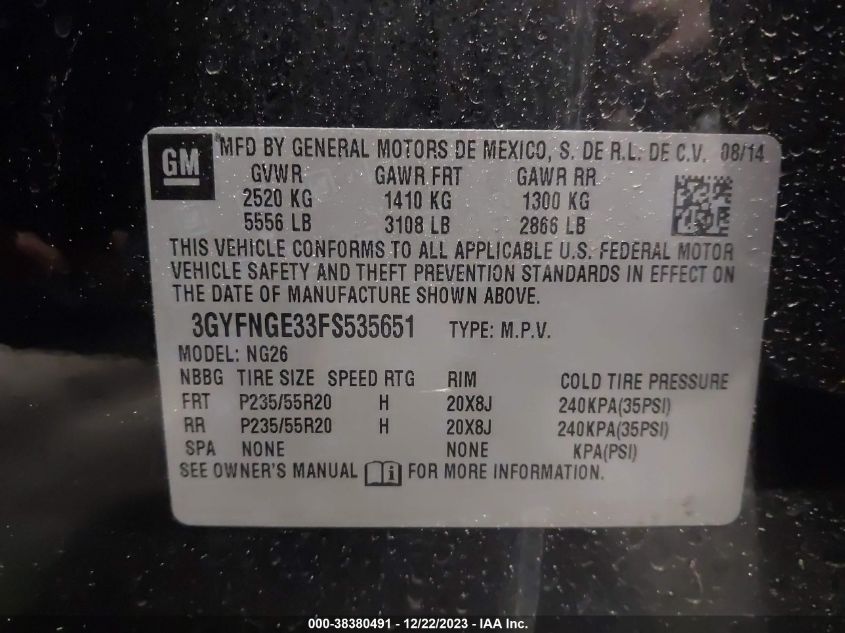 GM
MFD BY GENERAL MOTORS DE MEXICO, S. DE R.L. DE C.V. 08/14
GVWR GAWR FRT GAWR RR
2520 KG 1410 KG 1300 KG
5556 LB 3108 LB 2866 LB
THIS VEHICLE CONFORMS TO ALL APPLICABLE U.S. FEDERAL MOTOR
VEHICLE SAFETY AND THEFT PREVENTION STANDARDS IN EFFECT ON
THE DATE OF MANUFACTURE SHOWN ABOVE.
3GYFNGE33FS535651 TYPE: M.P.V.
MODEL: NG26
NBBG TIRE SIZE SPEED RTG RIM COLD TIRE PRESSURE
FRT P235/55R20 H 20X8J 240KPA(35PSI)
RR P235/55R20 H 20X8J 240KPA(35PSI)
SPA NONE NONE KPA(PSI)
SEE OWNER'S MANUAL FOR MORE INFORMATION.
000-38380491 - 12/22/2023 - IAA Inc.